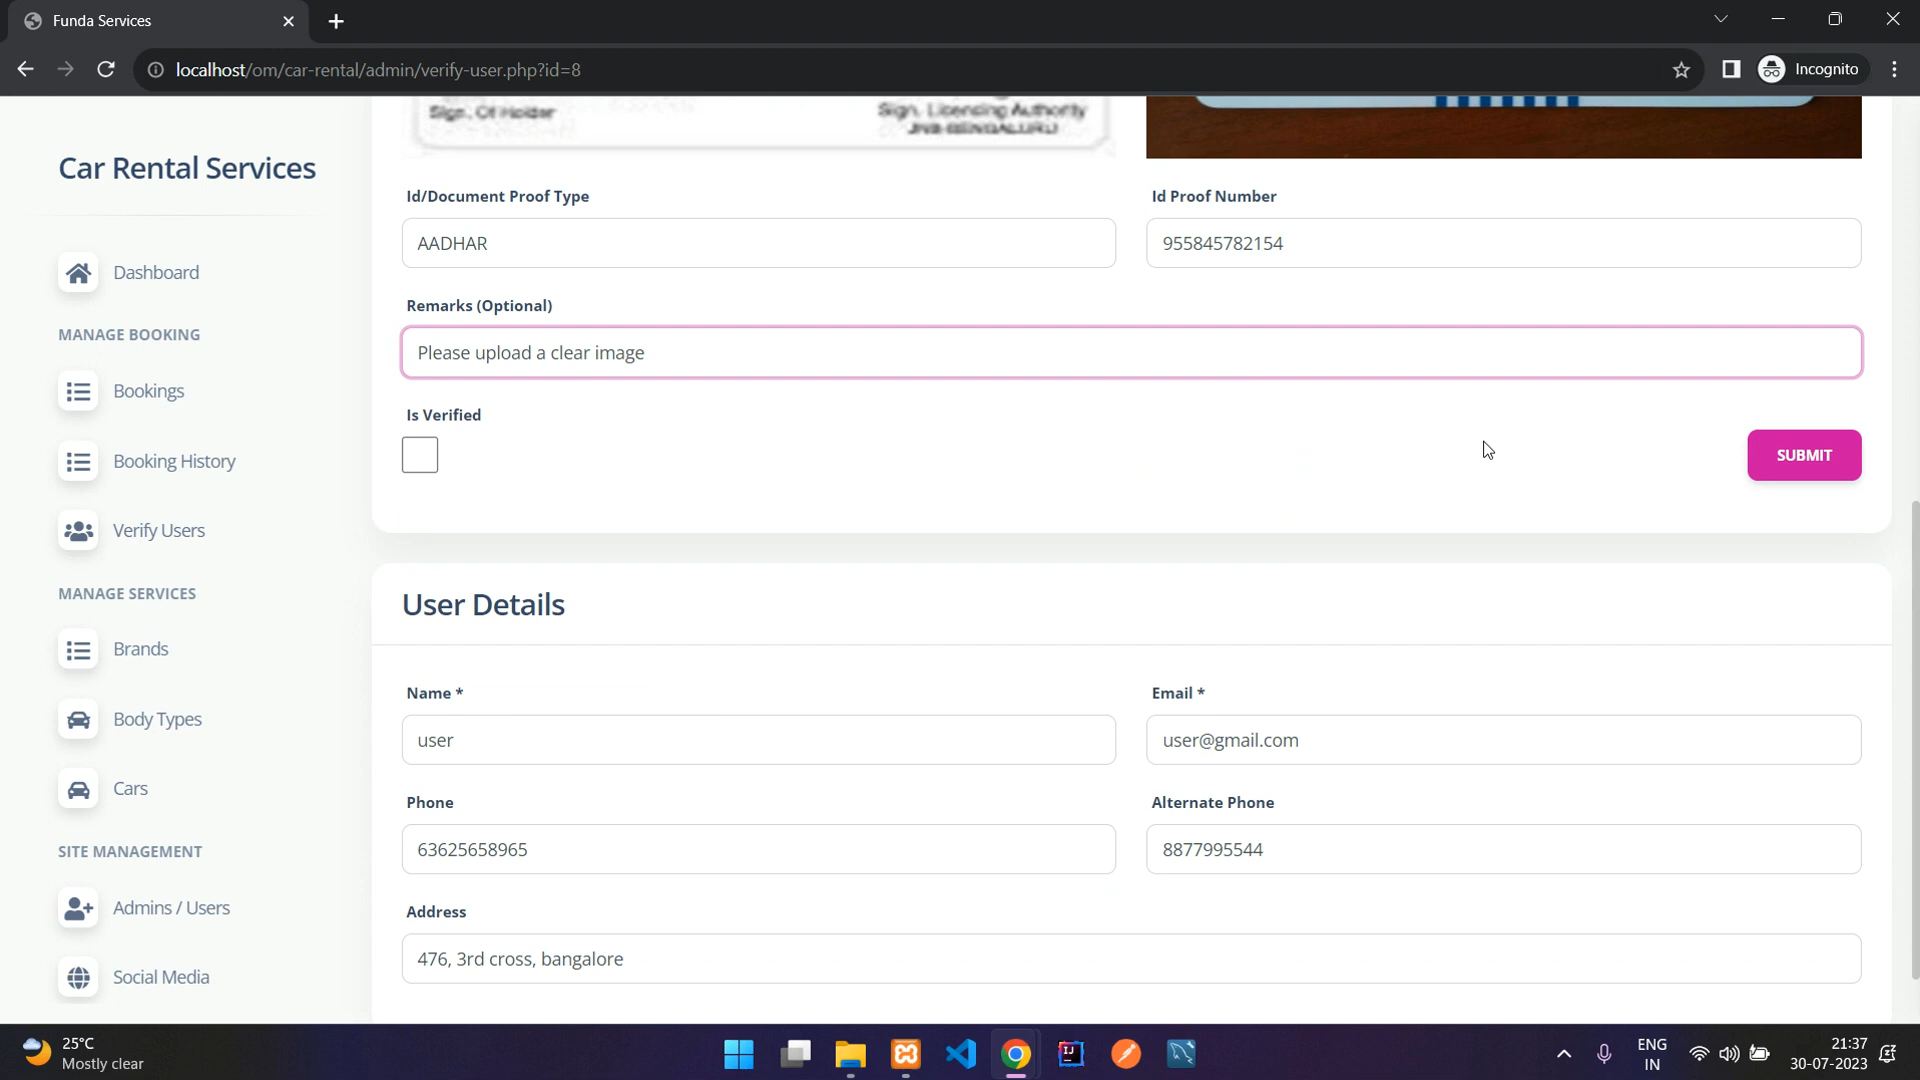 Funda Services
localhost/om/car-rental/admin/verify-user.php?id=8
Incognito
Car Rental Services
Dashboard
MANAGE BOOKING
Bookings
Booking History
Verify Users
MANAGE SERVICES
Brands
Body Types
Cars
SITE MANAGEMENT
Admins / Users
Social Media
Sign. Of Holder
Sign. Licensing Authority
JNB BENGALURU
Id/Document Proof Type
Id Proof Number
AADHAR
955845782154
Remarks (Optional)
Please upload a clear image
Is Verified
SUBMIT
User Details
Name *
Email *
user
user@gmail.com
Phone
Alternate Phone
63625658965
8877995544
Address
476, 3rd cross, bangalore
25°C
Mostly clear
ENG
IN
21:37
30-07-2023